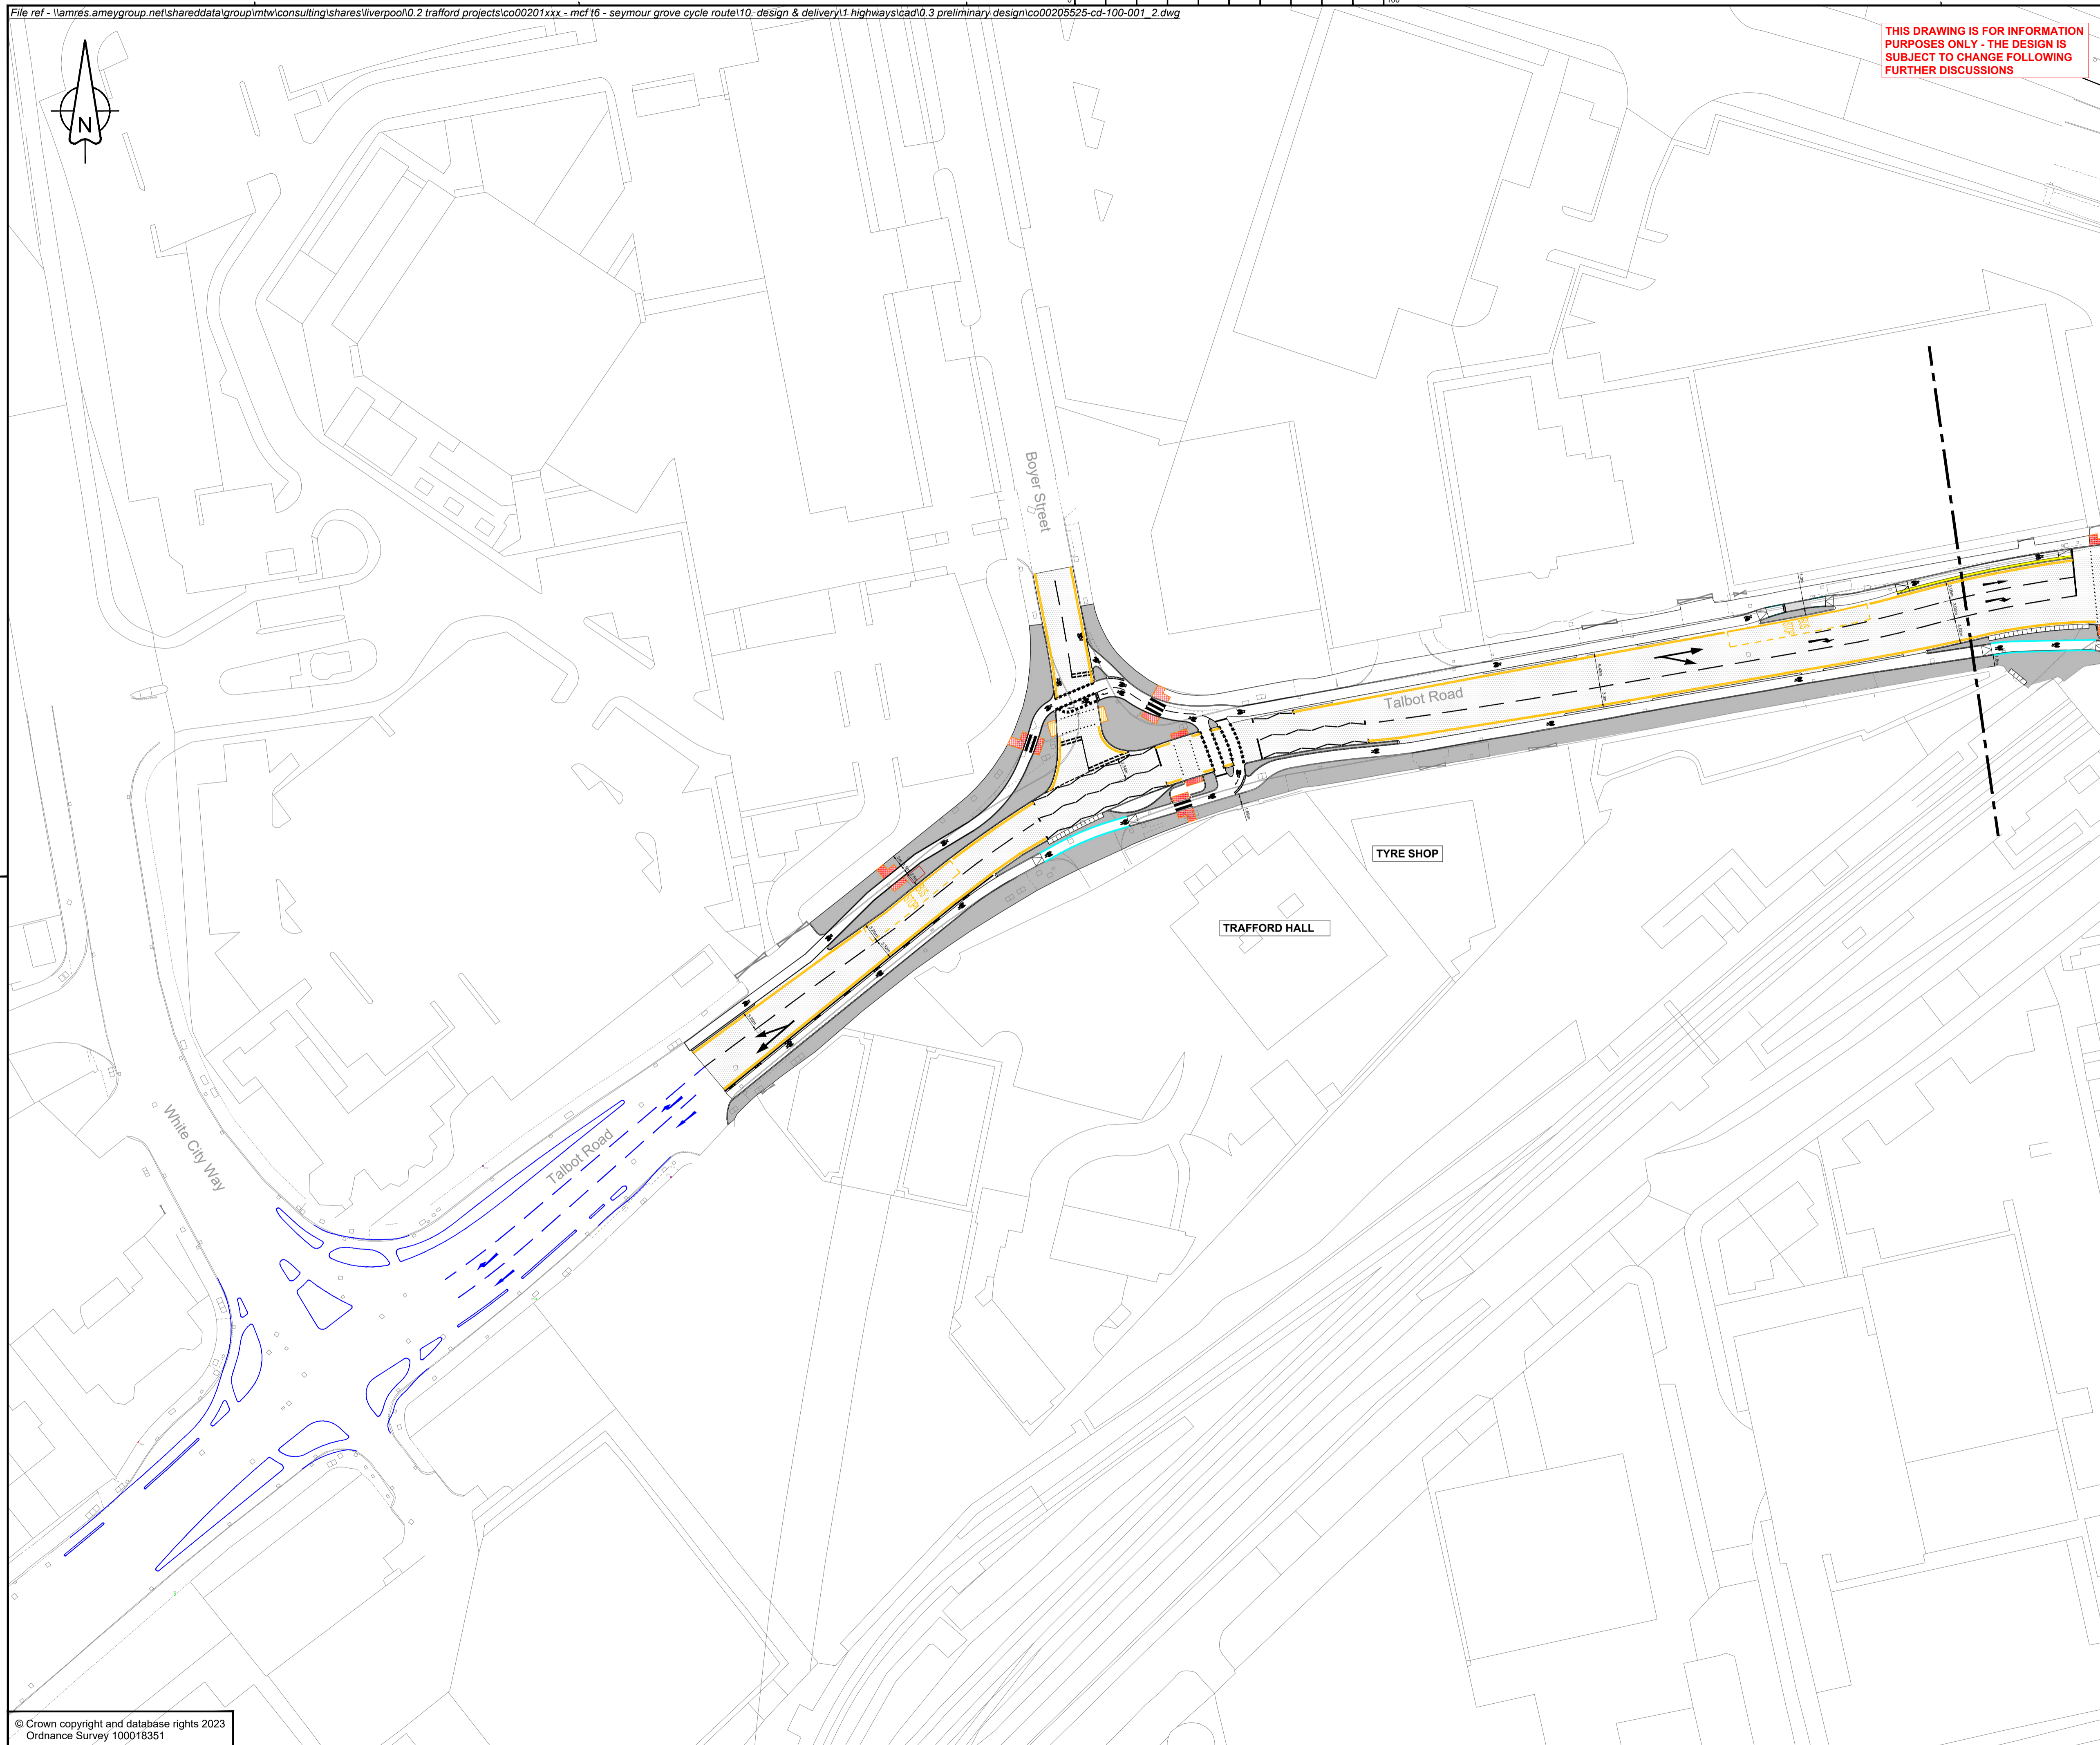 File ref - \\amres.ameygroup.net\shareddata\group\mtw\consulting\shares\liverpool\0.2 trafford projects\co00201xxx - mcf t6 - seymour grove cycle route\10. design & delivery\1 highways\cad\0.3 preliminary design\co00205525-cd-100-001_2.dwg
THIS DRAWING IS FOR INFORMATION
PURPOSES ONLY - THE DESIGN IS
SUBJECT TO CHANGE FOLLOWING
FURTHER DISCUSSIONS
N
Boyer Street
Talbot Road
TYRE SHOP
TRAFFORD HALL
White City Way
Talbot Road
© Crown copyright and database rights 2023
Ordnance Survey 100018351